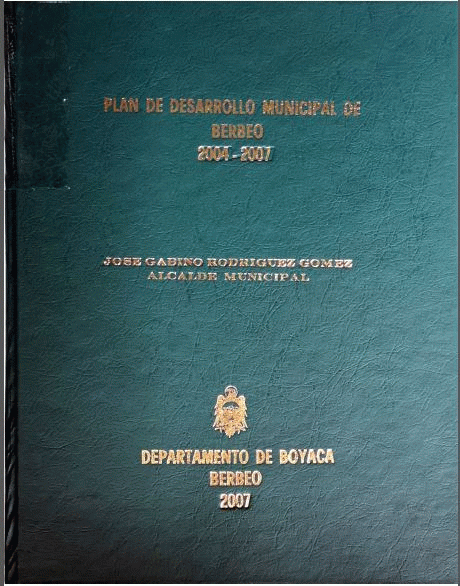 PLAN DE DESARROLLO MUNICIPAL DE
BERBEO
2004-2007
JOSE GABINO RODRIGUEZ GOMEZ
ALCALDE MUNICIPAL
DEPARTAMENTO DE BOYACA
BERBEO
2007